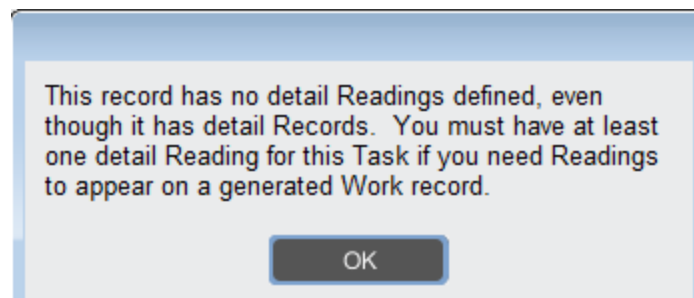 This record has no detail Readings defined, even
though it has detail Records.  You must have at least
one detail Reading for this Task if you need Readings
to appear on a generated Work record.
OK